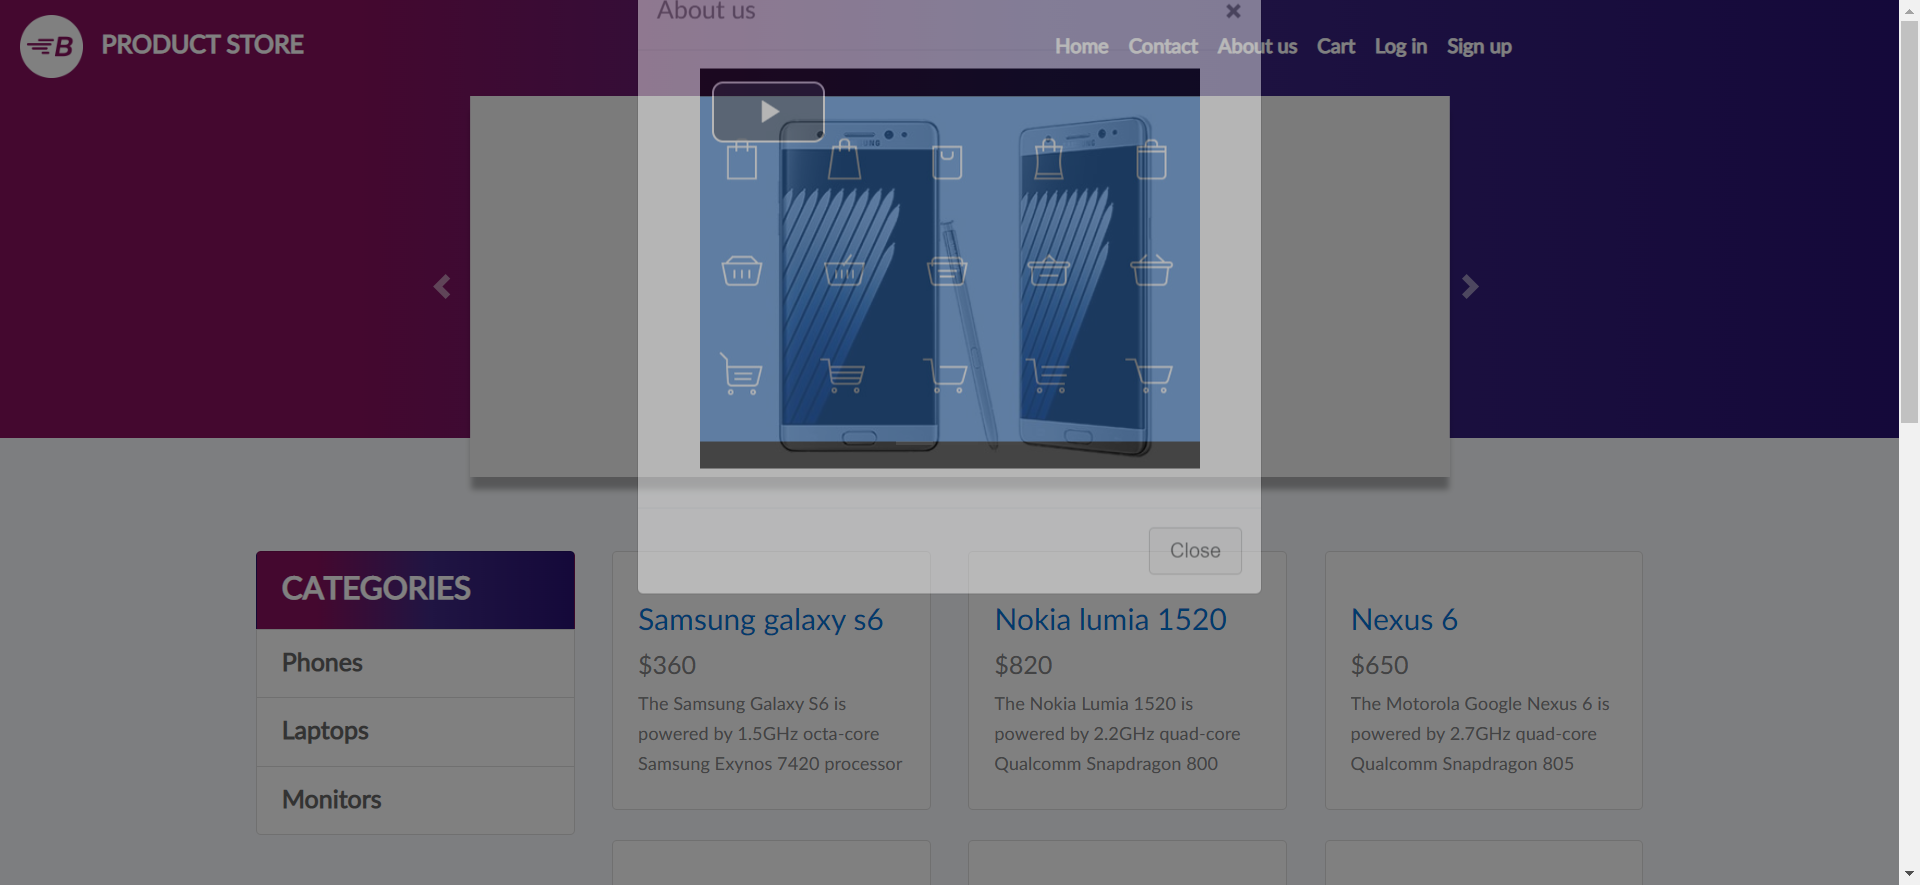 About us
B PRODUCT STORE
Home Contact About us Cart Log in Sign up
Close
CATEGORIES
Phones
Laptops
Monitors
Samsung galaxy s6
$360
The Samsung Galaxy S6 is
powered by 1.5GHz octa-core
Samsung Exynos 7420 processor
Nokia lumia 1520
$820
The Nokia Lumia 1520 is
powered by 2.2GHz quad-core
Qualcomm Snapdragon 800
Nexus 6
$650
The Motorola Google Nexus 6 is
powered by 2.7GHz quad-core
Qualcomm Snapdragon 805